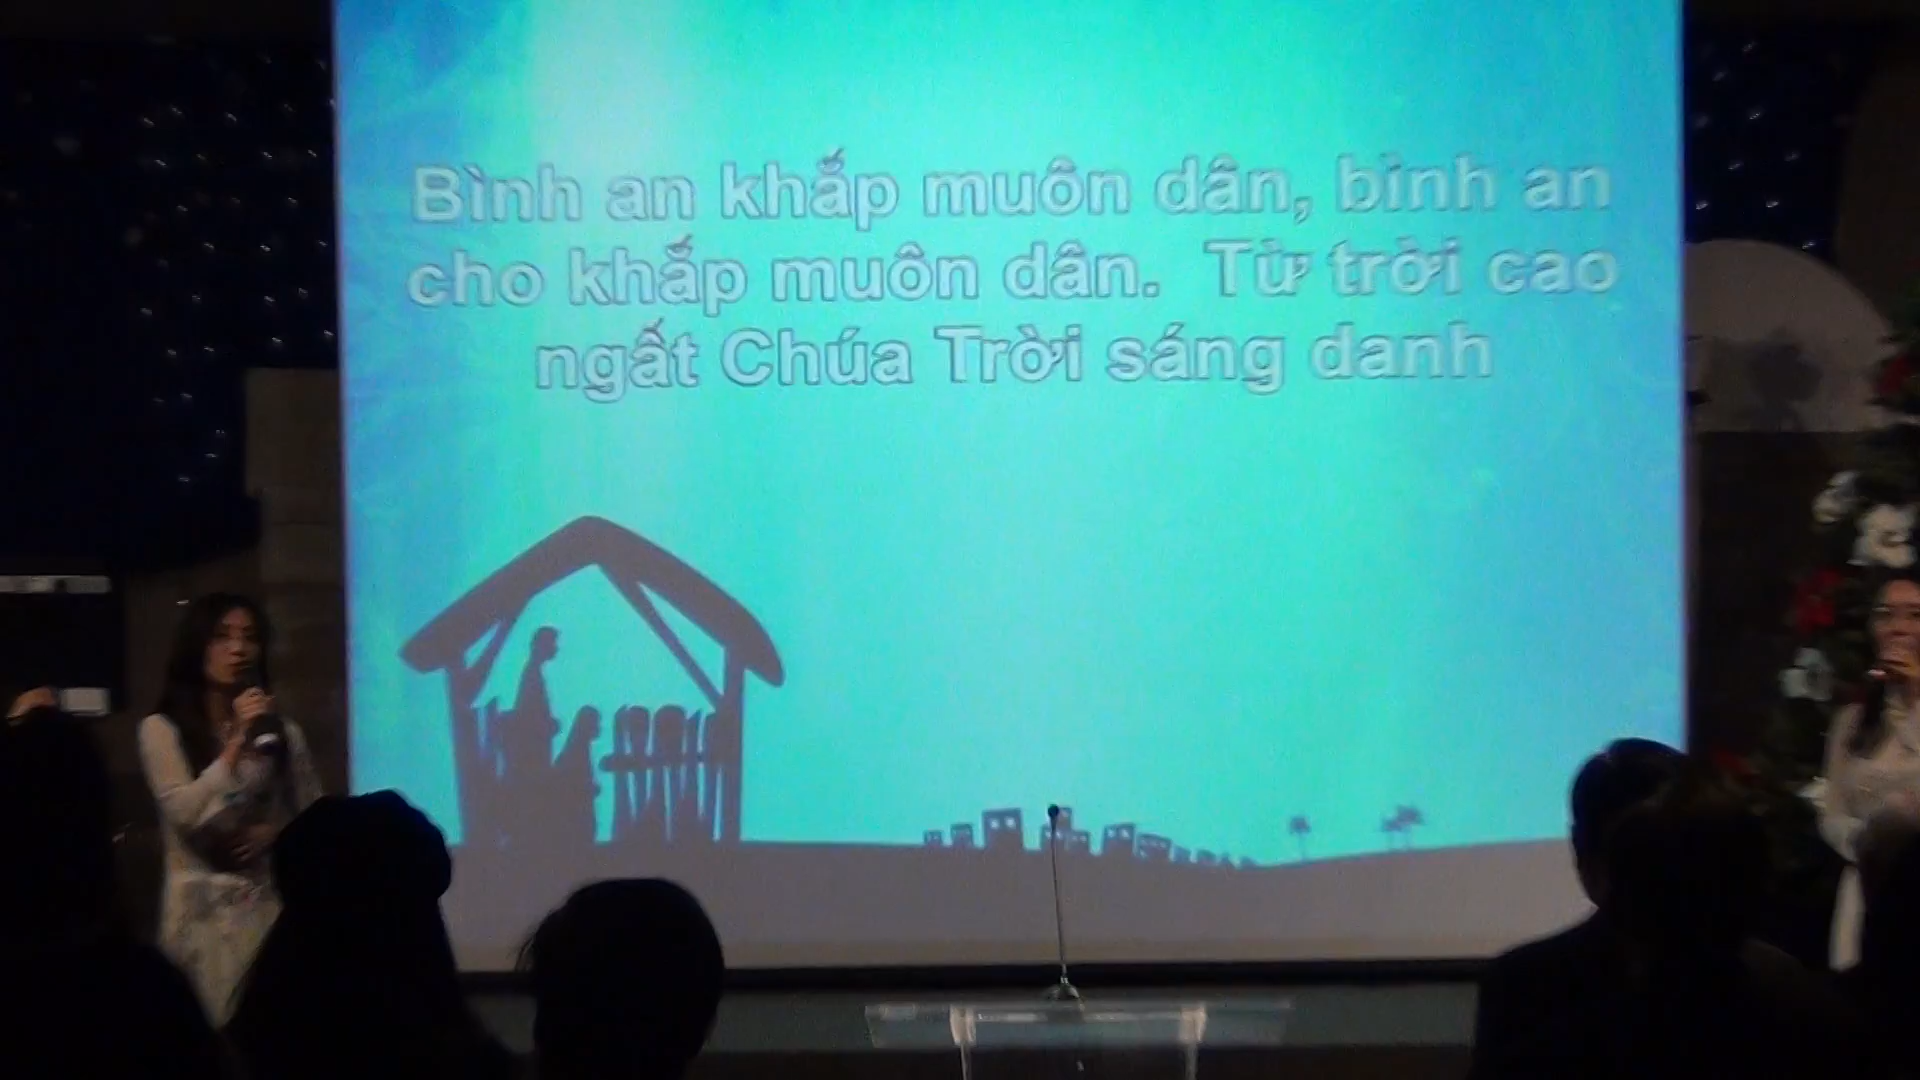 Bình an khắp muôn dân, bình an
cho khắp muôn dân. Từ trời cao
ngất Chúa Trời sáng danh